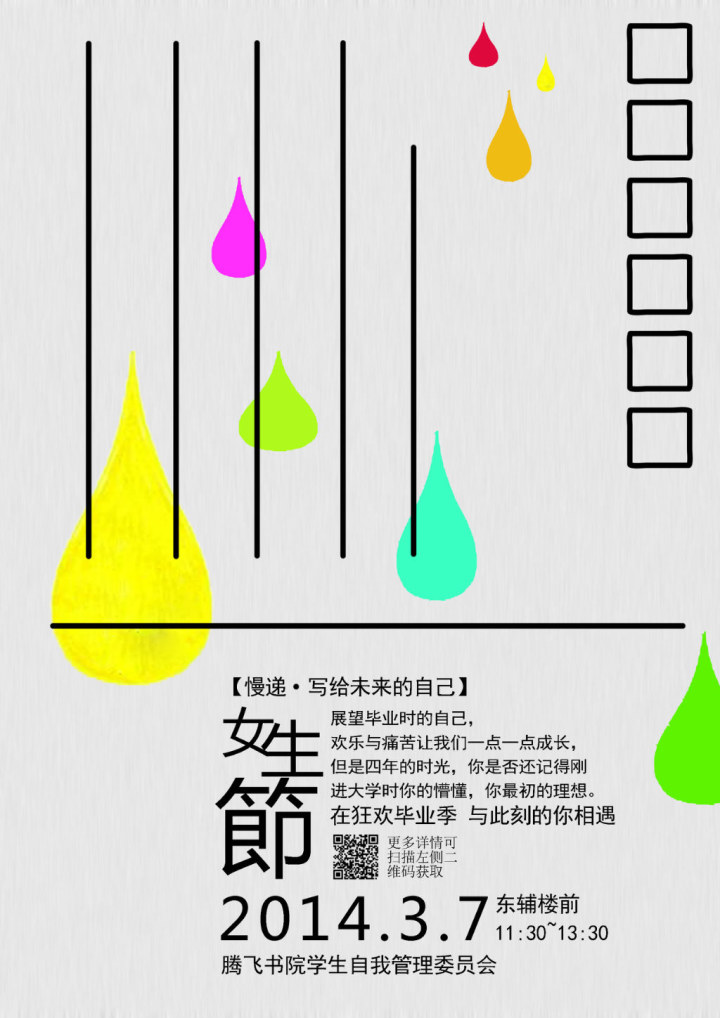 【慢递·写给未来的自己】
女生
節
展望毕业时的自己，
欢乐与痛苦让我们一点一点成长，
但是四年的时光，你是否还记得刚
进大学时你的懵懂，你最初的理想。
在狂欢毕业季 与此刻的你相遇
更多详情可
扫描左侧二
维码获取
2014.3.7
东辅楼前
11:30~13:30
腾飞书院学生自我管理委员会